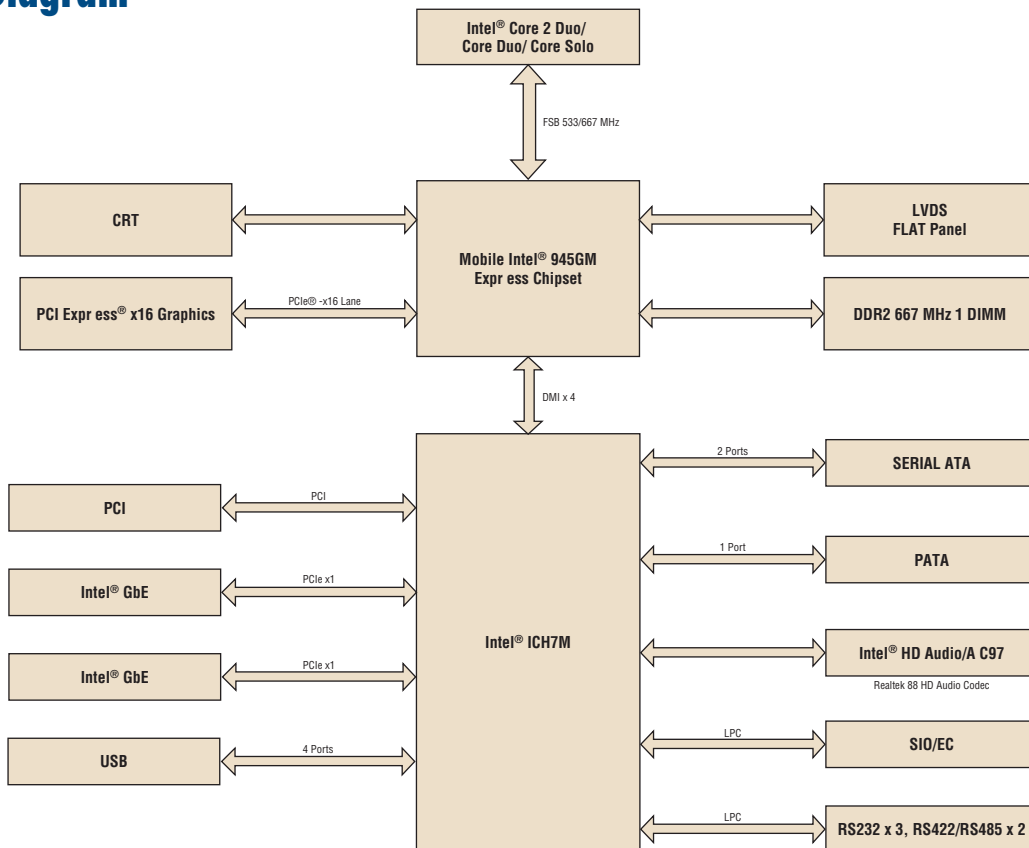 Diagram
Intel® Core 2 Duo/
Core Duo/ Core Solo
FSB 533/667 MHz
CRT
Mobile Intel® 945GM
Expr ess Chipset
LVDS
FLAT Panel
PCI Expr ess® x16 Graphics
PCIe® -x16 Lane
DDR2 667 MHz 1 DIMM
DMI x 4
2 Ports
SERIAL ATA
PCI
PCI
1 Port
PATA
Intel® GbE
PCIe x1
Intel® ICH7M
Intel® HD Audio/A C97
Realtek 88 HD Audio Codec
Intel® GbE
PCIe x1
USB
4 Ports
LPC
SIO/EC
LPC
RS232 x 3, RS422/RS485 x 2